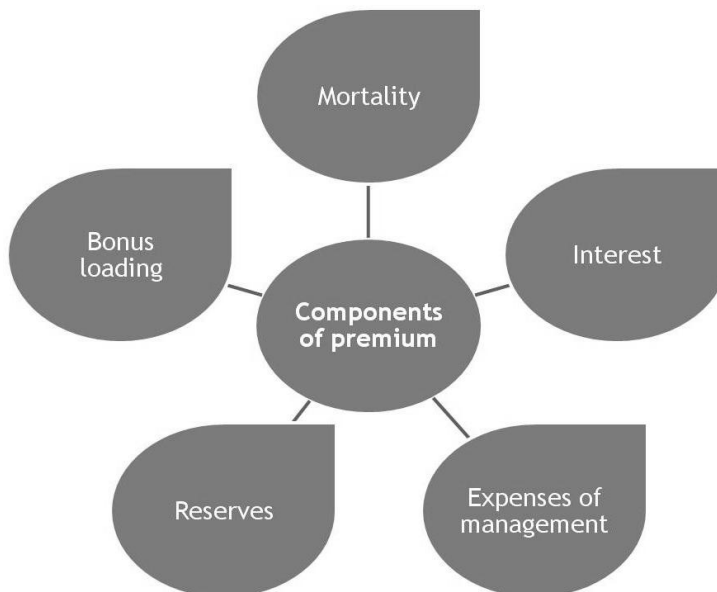 Mortality
Bonus
loading
Interest
Components
of premium
Reserves
Expenses of
management